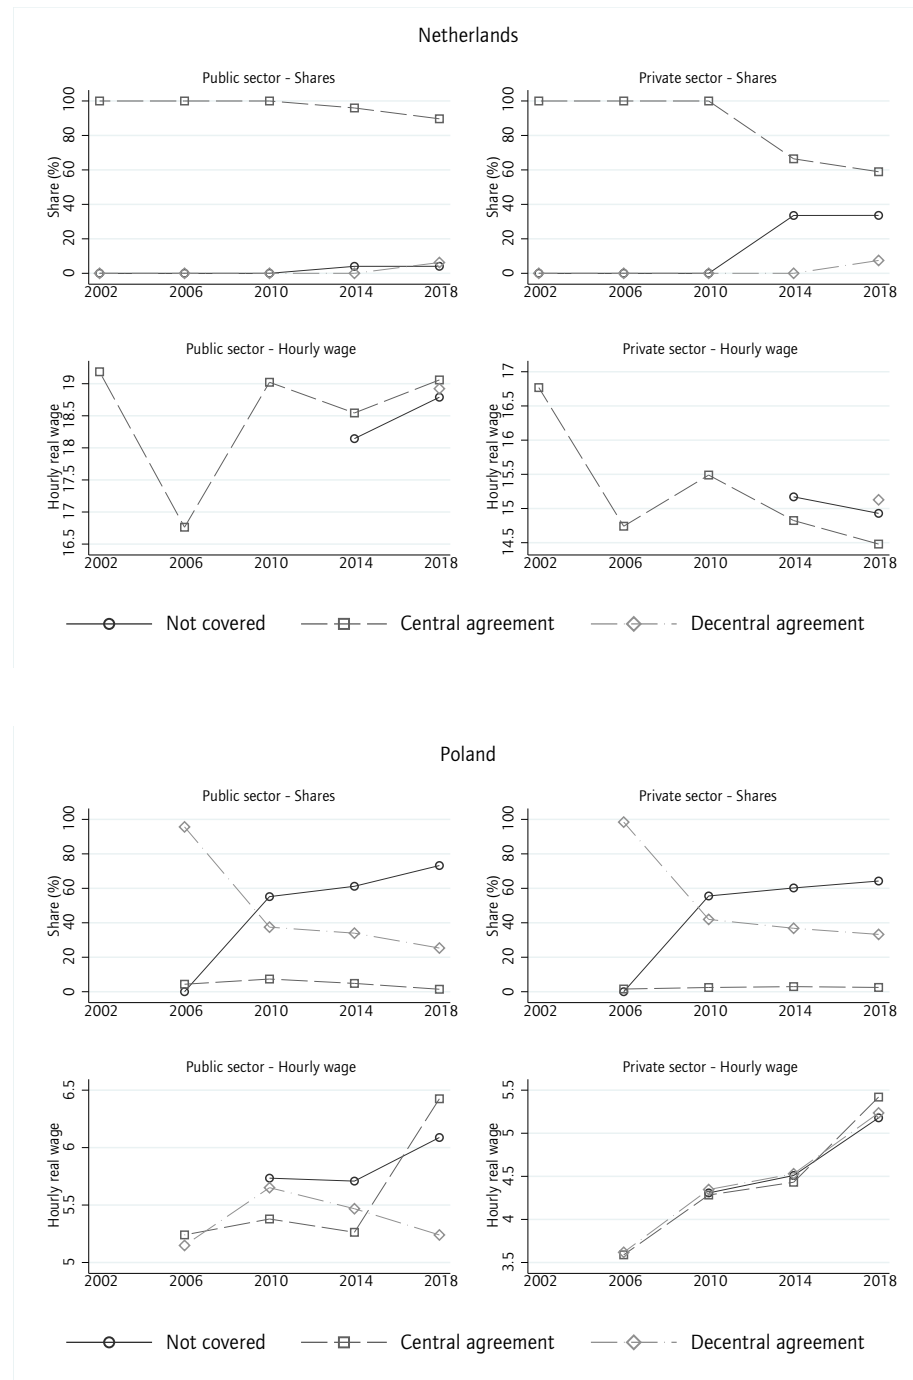 Netherlands
Public sector - Shares
Private sector - Shares
Share (%)
0 20 40 60 80 100
2002 2006 2010 2014 2018
Share (%)
0 20 40 60 80 100
2002 2006 2010 2014 2018
Public sector - Hourly wage
Private sector - Hourly wage
Hourly real wage
16.5 17 17.5 18 18.5 19
2002 2006 2010 2014 2018
Hourly real wage
14.5 15 15.5 16 16.5 17
2002 2006 2010 2014 2018
Not covered Central agreement Decentral agreement
Poland
Public sector - Shares
Private sector - Shares
Share (%)
0 20 40 60 80 100
2002 2006 2010 2014 2018
Share (%)
0 20 40 60 80 100
2002 2006 2010 2014 2018
Public sector - Hourly wage
Private sector - Hourly wage
Hourly real wage
5 5.5 6 6.5
2002 2006 2010 2014 2018
Hourly real wage
3.5 4 4.5 5 5.5
2002 2006 2010 2014 2018
Not covered Central agreement Decentral agreement